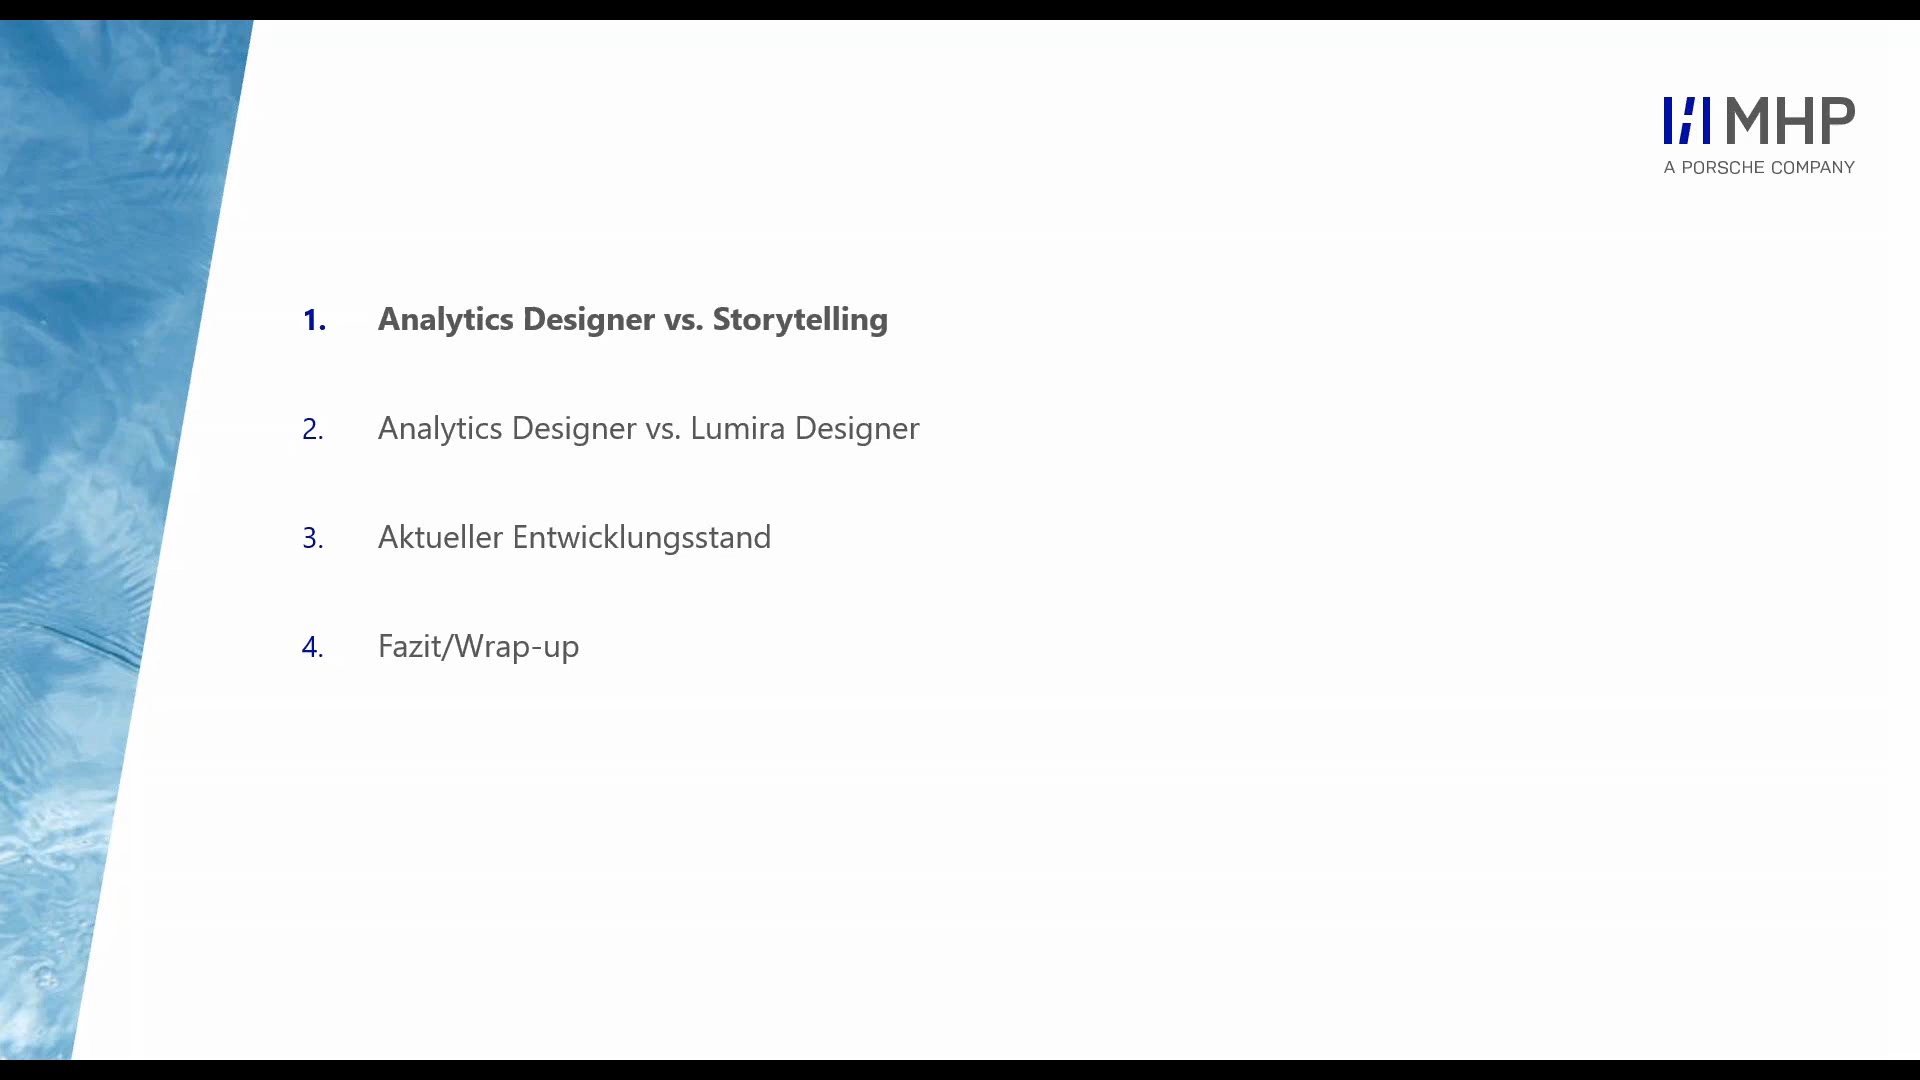 MHP
A PORSCHE COMPANY
1. Analytics Designer vs. Storytelling
2. Analytics Designer vs. Lumira Designer
3. Aktueller Entwicklungsstand
4. Fazit/Wrap-up